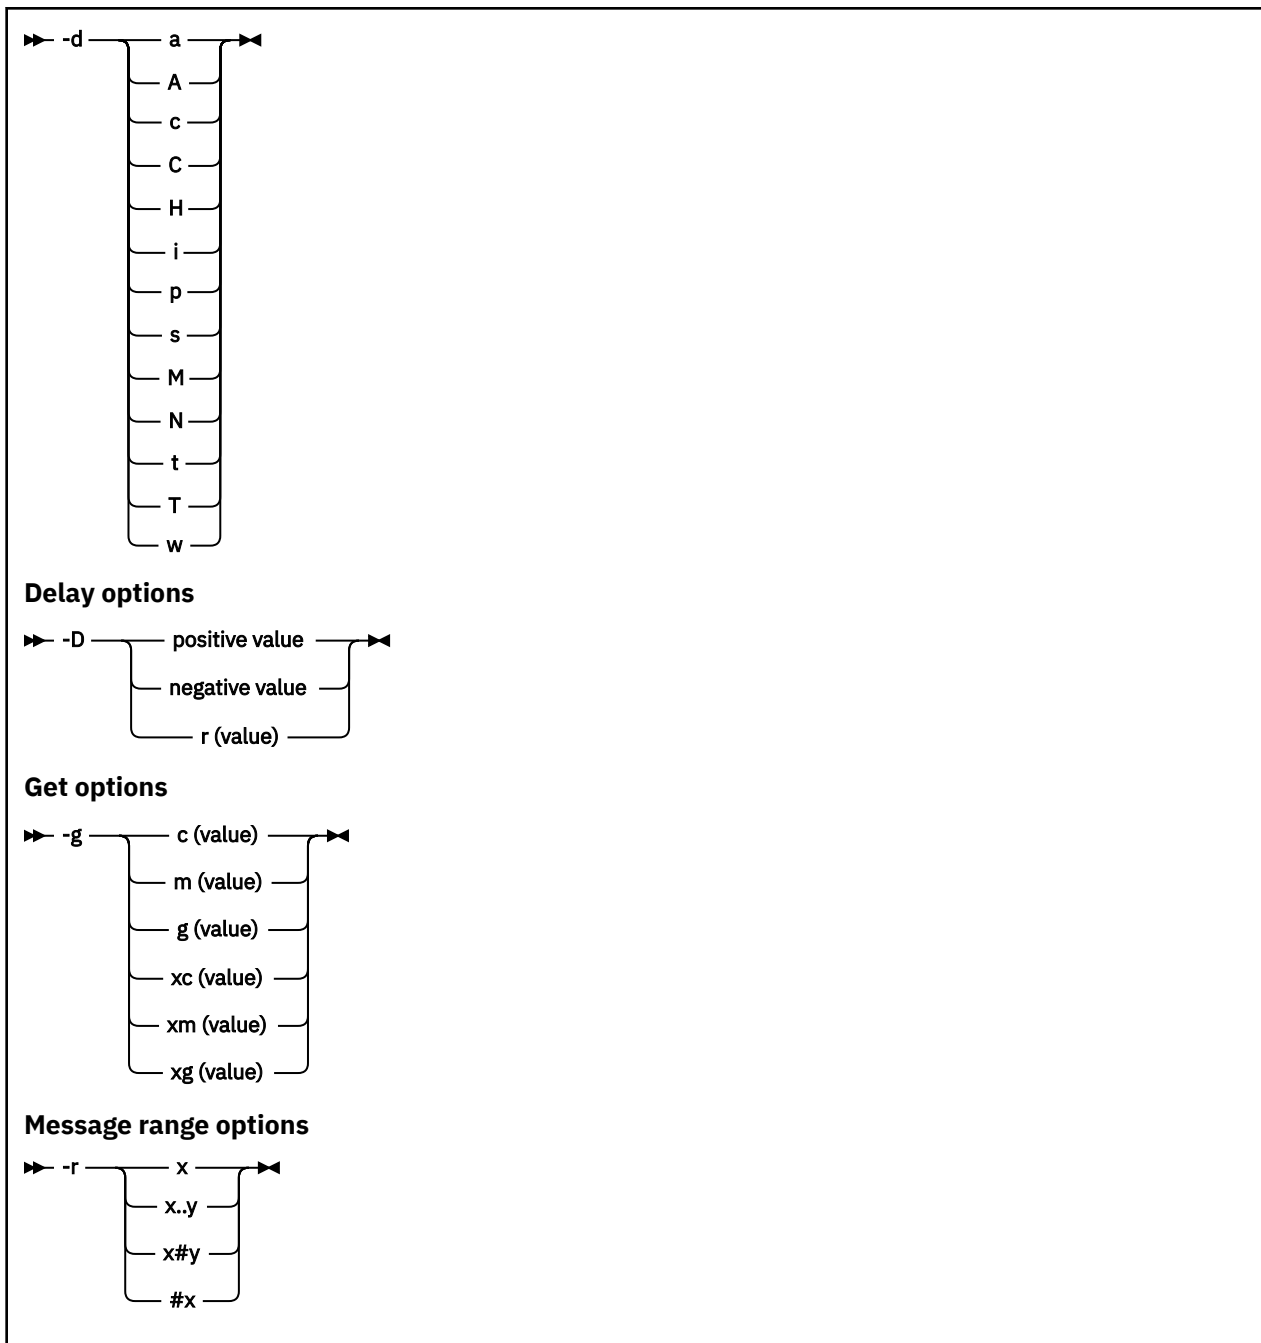 -d a
A
c
C
H
i
p
s
M
N
t
T
w
Delay options
-D positive value
negative value
r (value)
Get options
-g c (value)
m (value)
g (value)
xc (value)
xm (value)
xg (value)
Message range options
-r x
x..y
x#y
#x